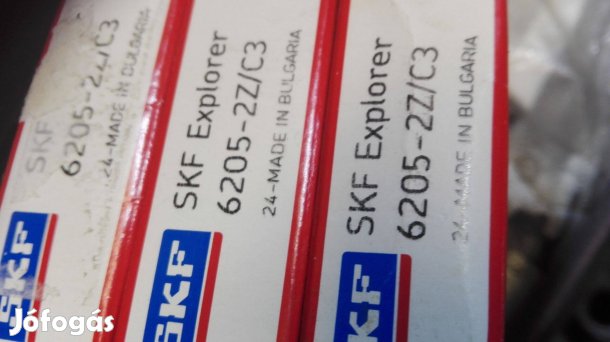 SKF
6205-2Z/C3
24-MADE IN BULGARIA
SKF
SKF Explorer
6205-2Z/C3
24-MADE IN BULGARIA
SKF
SKF Explorer
6205-2Z/C3
24-MADE IN BULGARIA
SKF
Jófogás